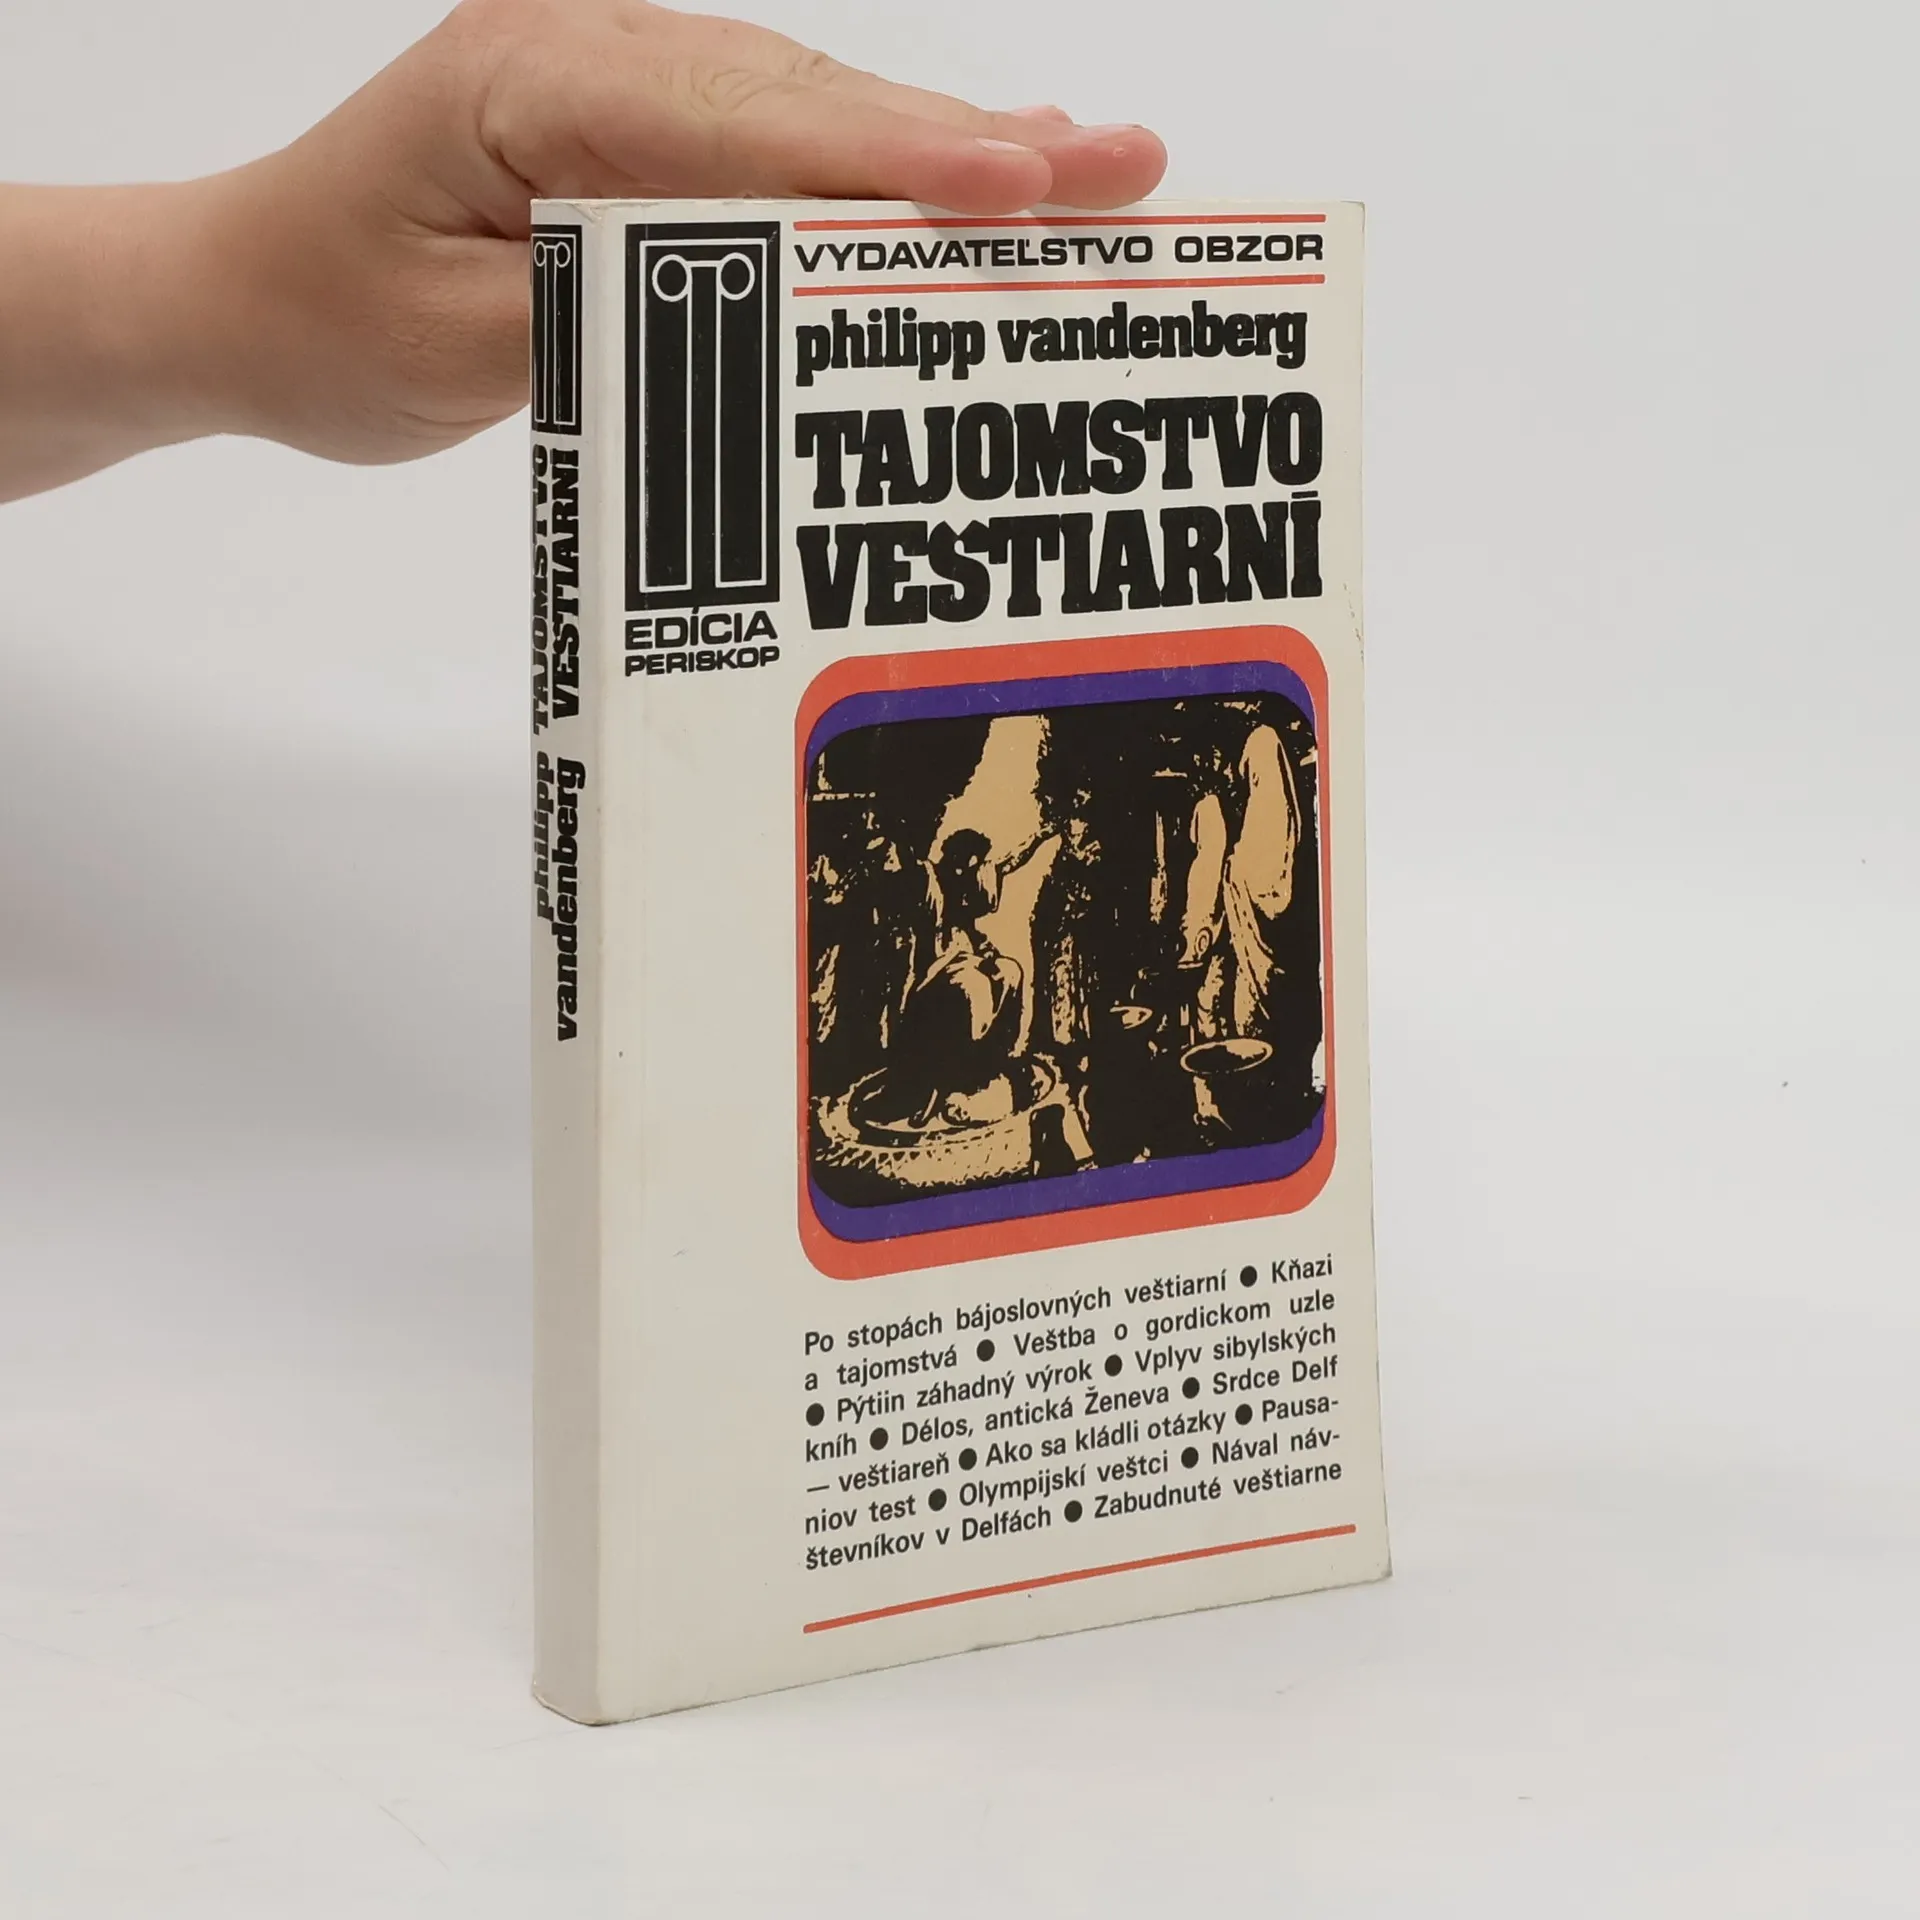 VYDAVATEĽSTVO OBZOR
philipp vandenberg
TAJOMSTVO
VEŠTIARNÍ
EDÍCIA
PERISKOP
Po stopách bájoslovných veštiarní ● Kňazi
a tajomstvá ● Veštba o gordickom uzle
● Pýtiin záhadný výrok ● Vplyv sibylských
kníh ● Délos, antická Ženeva ● Srdce Delf
— veštiareň ● Ako sa kládli otázky ● Pausa-
niov test ● Olympijskí veštci ● Nával náv-
števníkov v Delfách ● Zabudnuté veštiarne
philipp TAJOMSTVO
vandenberg VEŠTIARNÍ